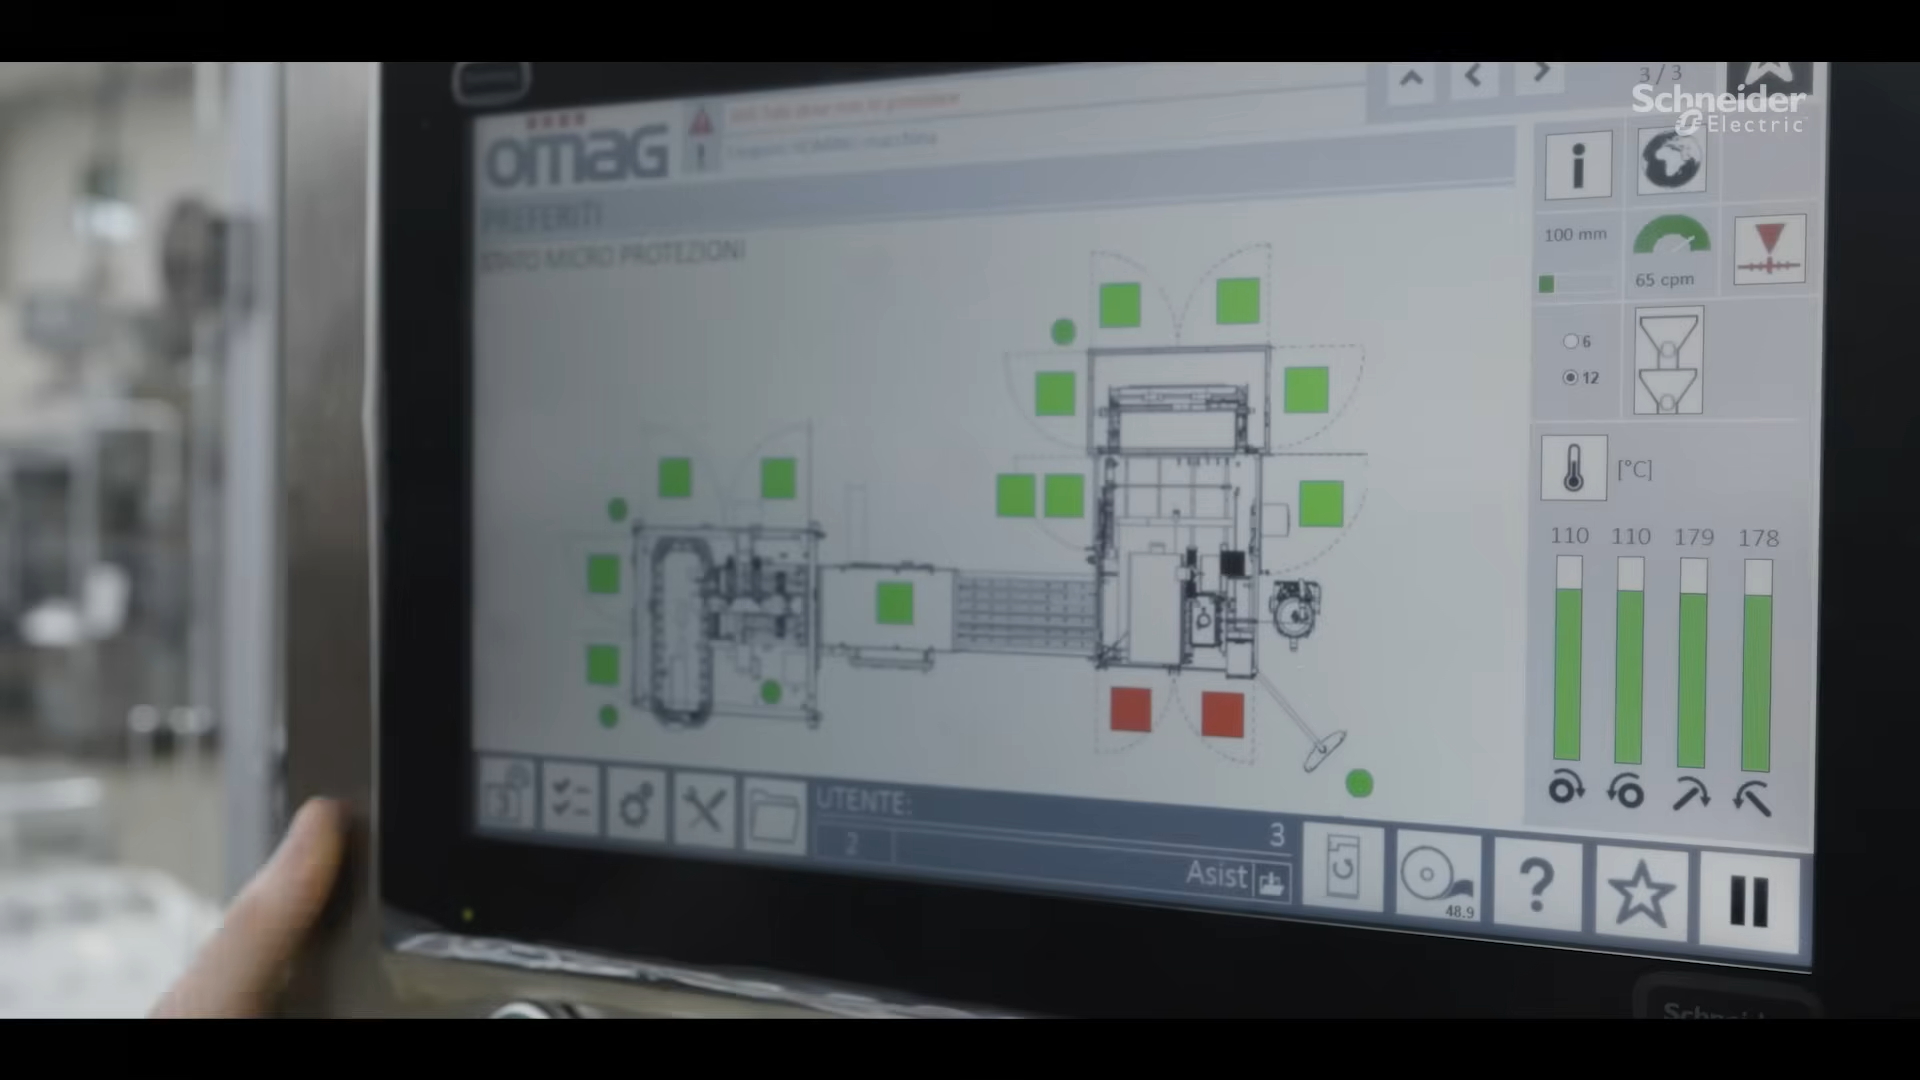 Schneider
Electric
omag
3/3
PREFERITI
STATO MICRO PROTEZIONI
100 mm
65 cpm
6
12
[°C]
110 110 179 178
UTENTE:
3
2
Asist
48.9
?
Schneid